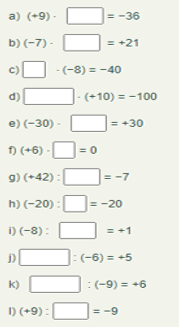 a) (+9) · = −36
b) (−7) · = +21
c) · (−8) = −40
d) · (+10) = −100
e) (−30) · = +30
f) (+6) · = 0
g) (+42) : = −7
h) (−20) : = −20
i) (−8) : = +1
j) : (−6) = +5
k) : (−9) = +6
l) (+9) : = −9